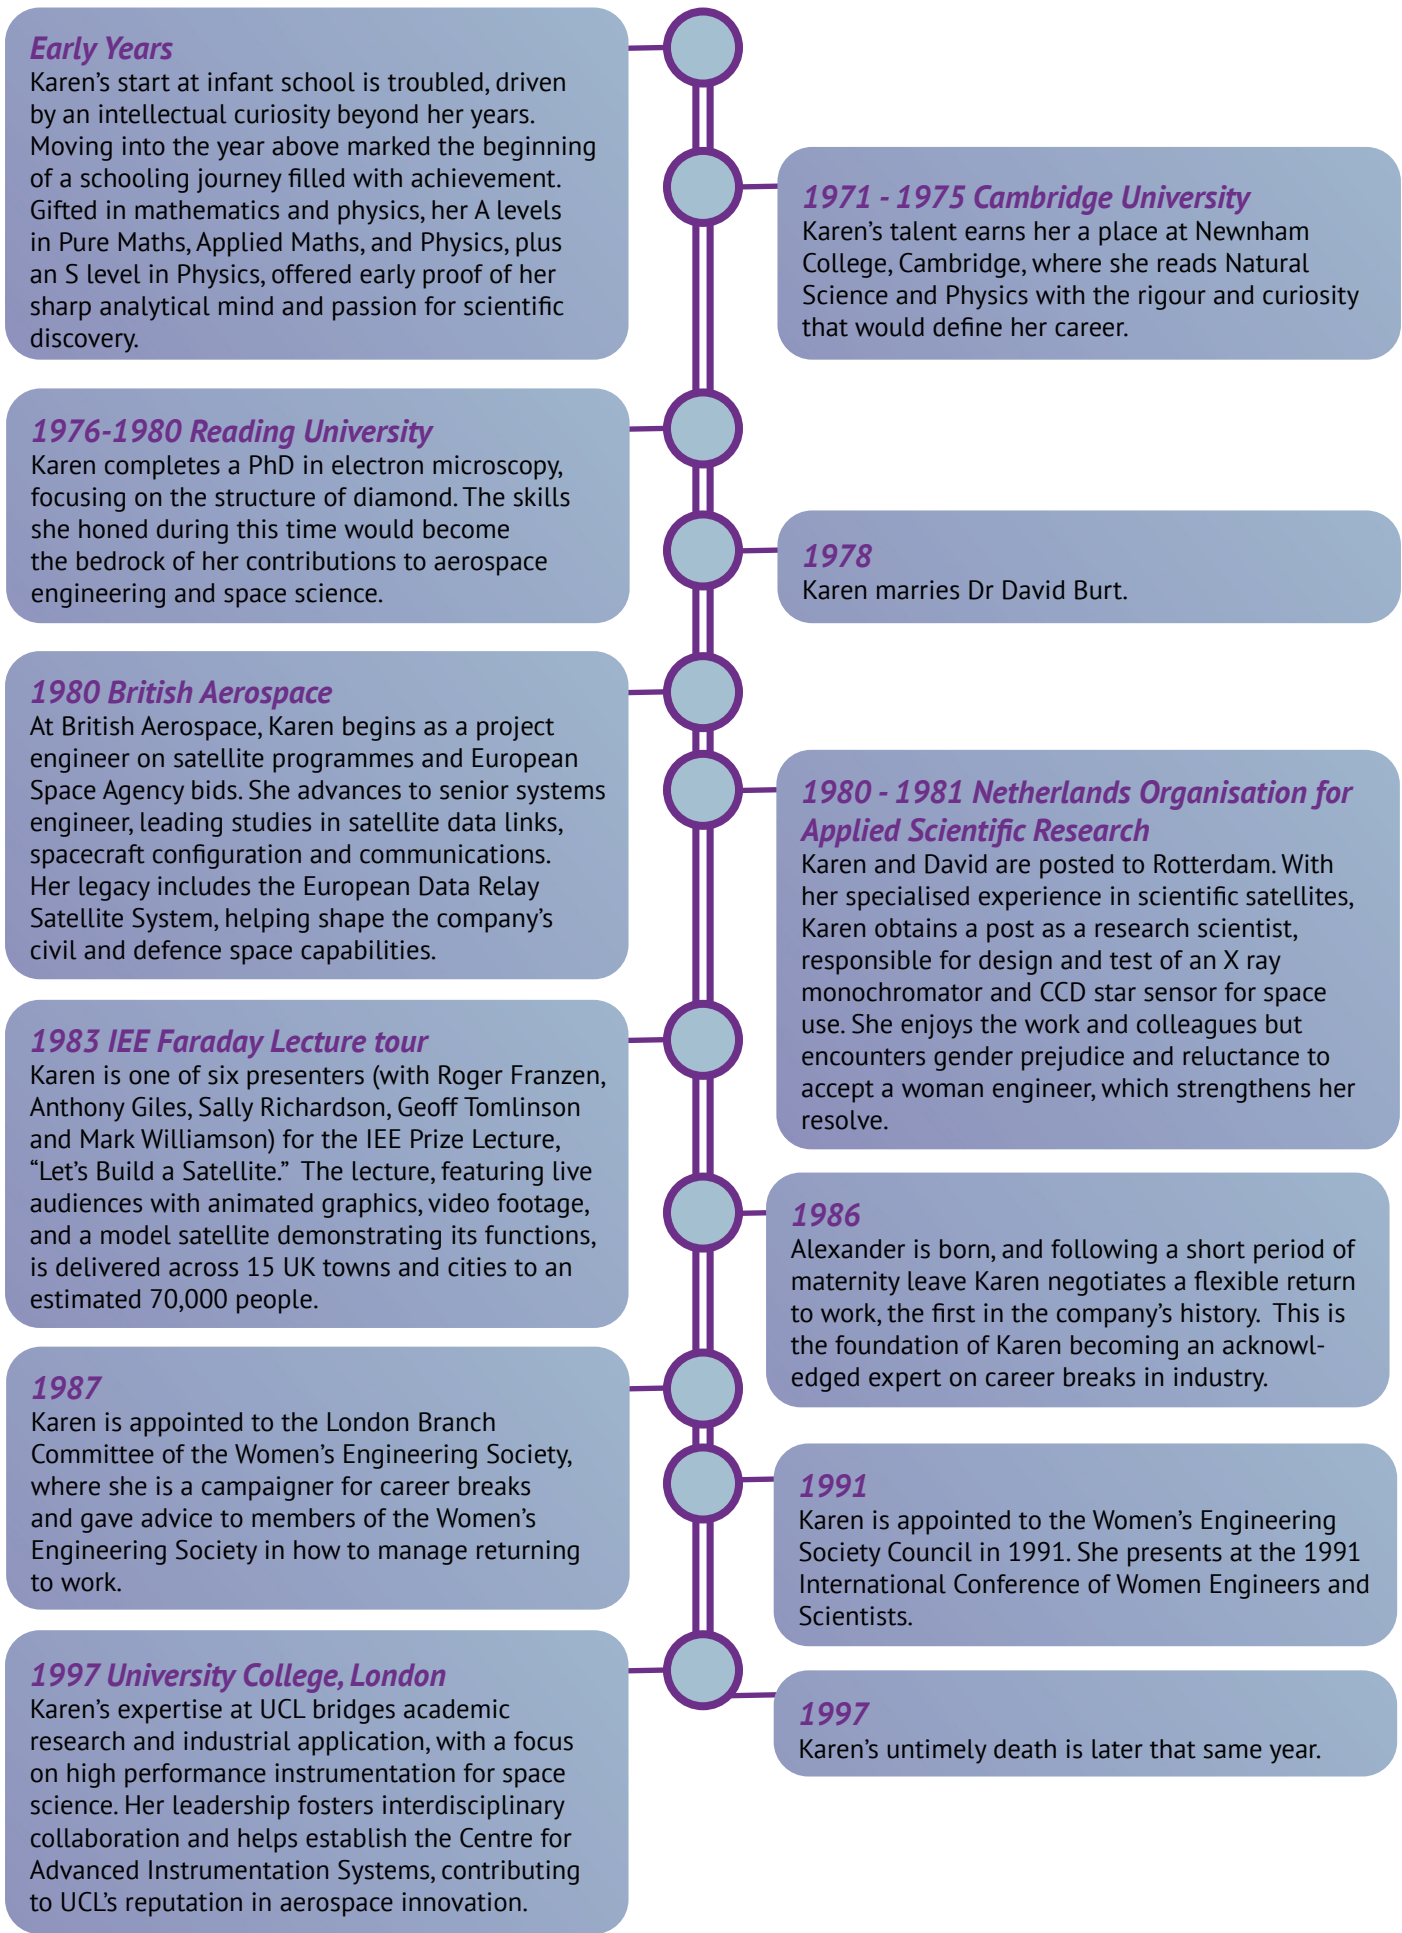 Early Years
Karen's start at infant school is troubled, driven
by an intellectual curiosity beyond her years.
Moving into the year above marked the beginning
of a schooling journey filled with achievement.
Gifted in mathematics and physics, her A levels
in Pure Maths, Applied Maths, and Physics, plus
an S level in Physics, offered early proof of her
sharp analytical mind and passion for scientific
discovery.
1971 - 1975 Cambridge University
Karen's talent earns her a place at Newnham
College, Cambridge, where she reads Natural
Science and Physics with the rigour and curiosity
that would define her career.
1976-1980 Reading University
Karen completes a PhD in electron microscopy,
focusing on the structure of diamond. The skills
she honed during this time would become
the bedrock of her contributions to aerospace
engineering and space science.
1978
Karen marries Dr David Burt.
1980 British Aerospace
At British Aerospace, Karen begins as a project
engineer on satellite programmes and European
Space Agency bids. She advances to senior systems
engineer, leading studies in satellite data links,
spacecraft configuration and communications.
Her legacy includes the European Data Relay
Satellite System, helping shape the company's
civil and defence space capabilities.
1980 - 1981 Netherlands Organisation for
Applied Scientific Research
Karen and David are posted to Rotterdam. With
her specialised experience in scientific satellites,
Karen obtains a post as a research scientist,
responsible for design and test of an X ray
monochromator and CCD star sensor for space
use. She enjoys the work and colleagues but
encounters gender prejudice and reluctance to
accept a woman engineer, which strengthens her
resolve.
1983 IEE Faraday Lecture tour
Karen is one of six presenters (with Roger Franzen,
Anthony Giles, Sally Richardson, Geoff Tomlinson
and Mark Williamson) for the IEE Prize Lecture,
“Let's Build a Satellite.” The lecture, featuring live
audiences with animated graphics, video footage,
and a model satellite demonstrating its functions,
is delivered across 15 UK towns and cities to an
estimated 70,000 people.
1986
Alexander is born, and following a short period of
maternity leave Karen negotiates a flexible return
to work, the first in the company's history. This is
the foundation of Karen becoming an acknowl-
edged expert on career breaks in industry.
1987
Karen is appointed to the London Branch
Committee of the Women's Engineering Society,
where she is a campaigner for career breaks
and gave advice to members of the Women's
Engineering Society in how to manage returning
to work.
1991
Karen is appointed to the Women's Engineering
Society Council in 1991. She presents at the 1991
International Conference of Women Engineers and
Scientists.
1997 University College, London
Karen's expertise at UCL bridges academic
research and industrial application, with a focus
on high performance instrumentation for space
science. Her leadership fosters interdisciplinary
collaboration and helps establish the Centre for
Advanced Instrumentation Systems, contributing
to UCL's reputation in aerospace innovation.
1997
Karen's untimely death is later that same year.